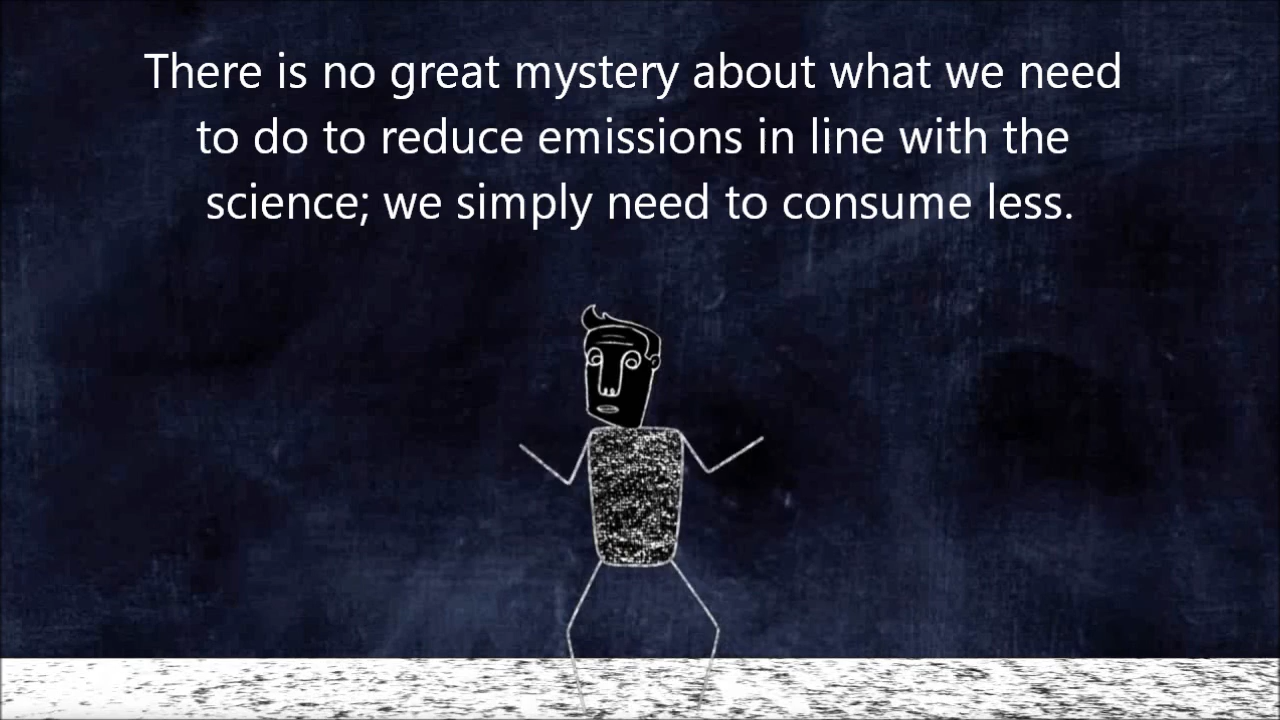 There is no great mystery about what we need
to do to reduce emissions in line with the
science; we simply need to consume less.